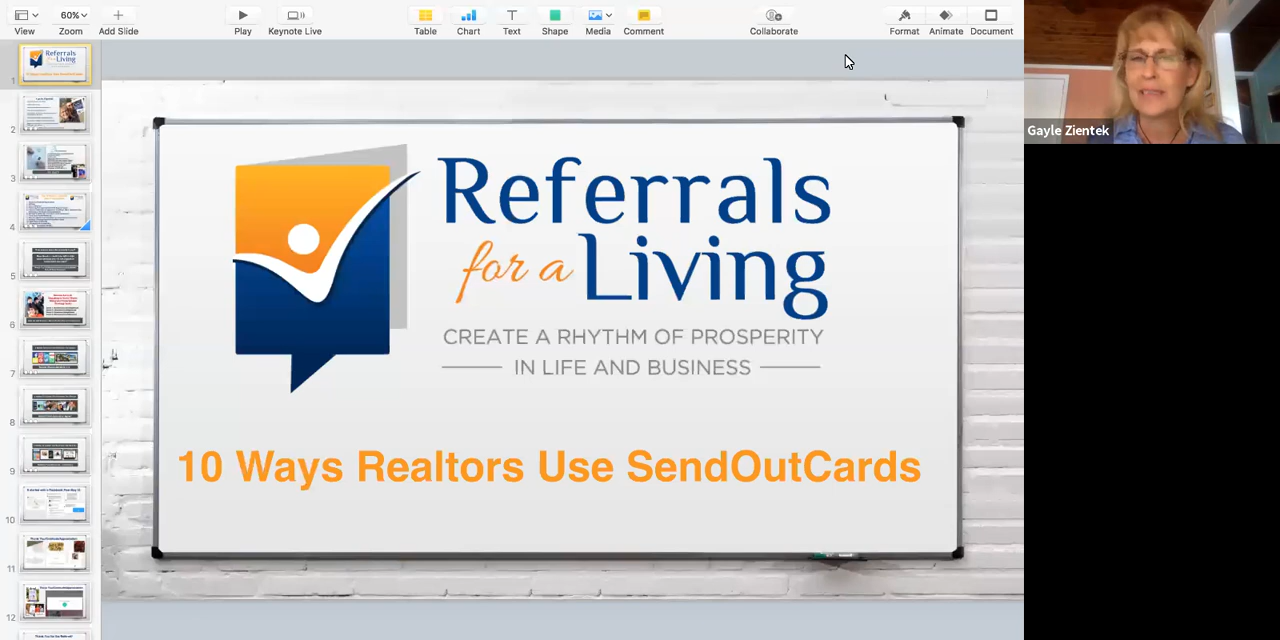 60%
View
Zoom
Add Slide
Play
Keynote Live
Table
Chart
Text
Shape
Media
Comment
Collaborate
Format
Animate
Document
Gayle Zientek
Referrals
for a Living
CREATE A RHYTHM OF PROSPERITY
IN LIFE AND BUSINESS
10 Ways Realtors Use SendOutCards
1
2
3
4
5
6
7
8
9
10
11
12